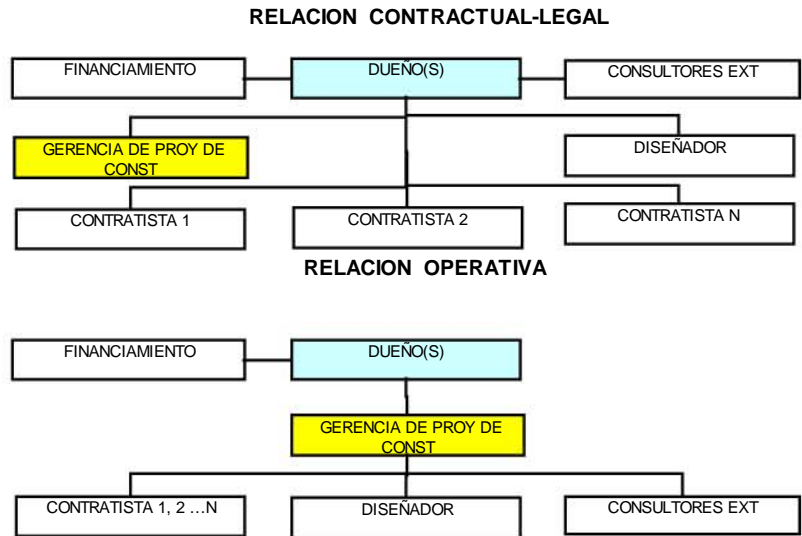 RELACION CONTRACTUAL-LEGAL
FINANCIAMIENTO
DUEÑO(S)
CONSULTORES EXT
GERENCIA DE PROY DE
CONST
DISEÑADOR
CONTRATISTA 1
CONTRATISTA 2
CONTRATISTA N
RELACION OPERATIVA
FINANCIAMIENTO
DUEÑO(S)
GERENCIA DE PROY DE
CONST
CONTRATISTA 1, 2 ...N
DISEÑADOR
CONSULTORES EXT